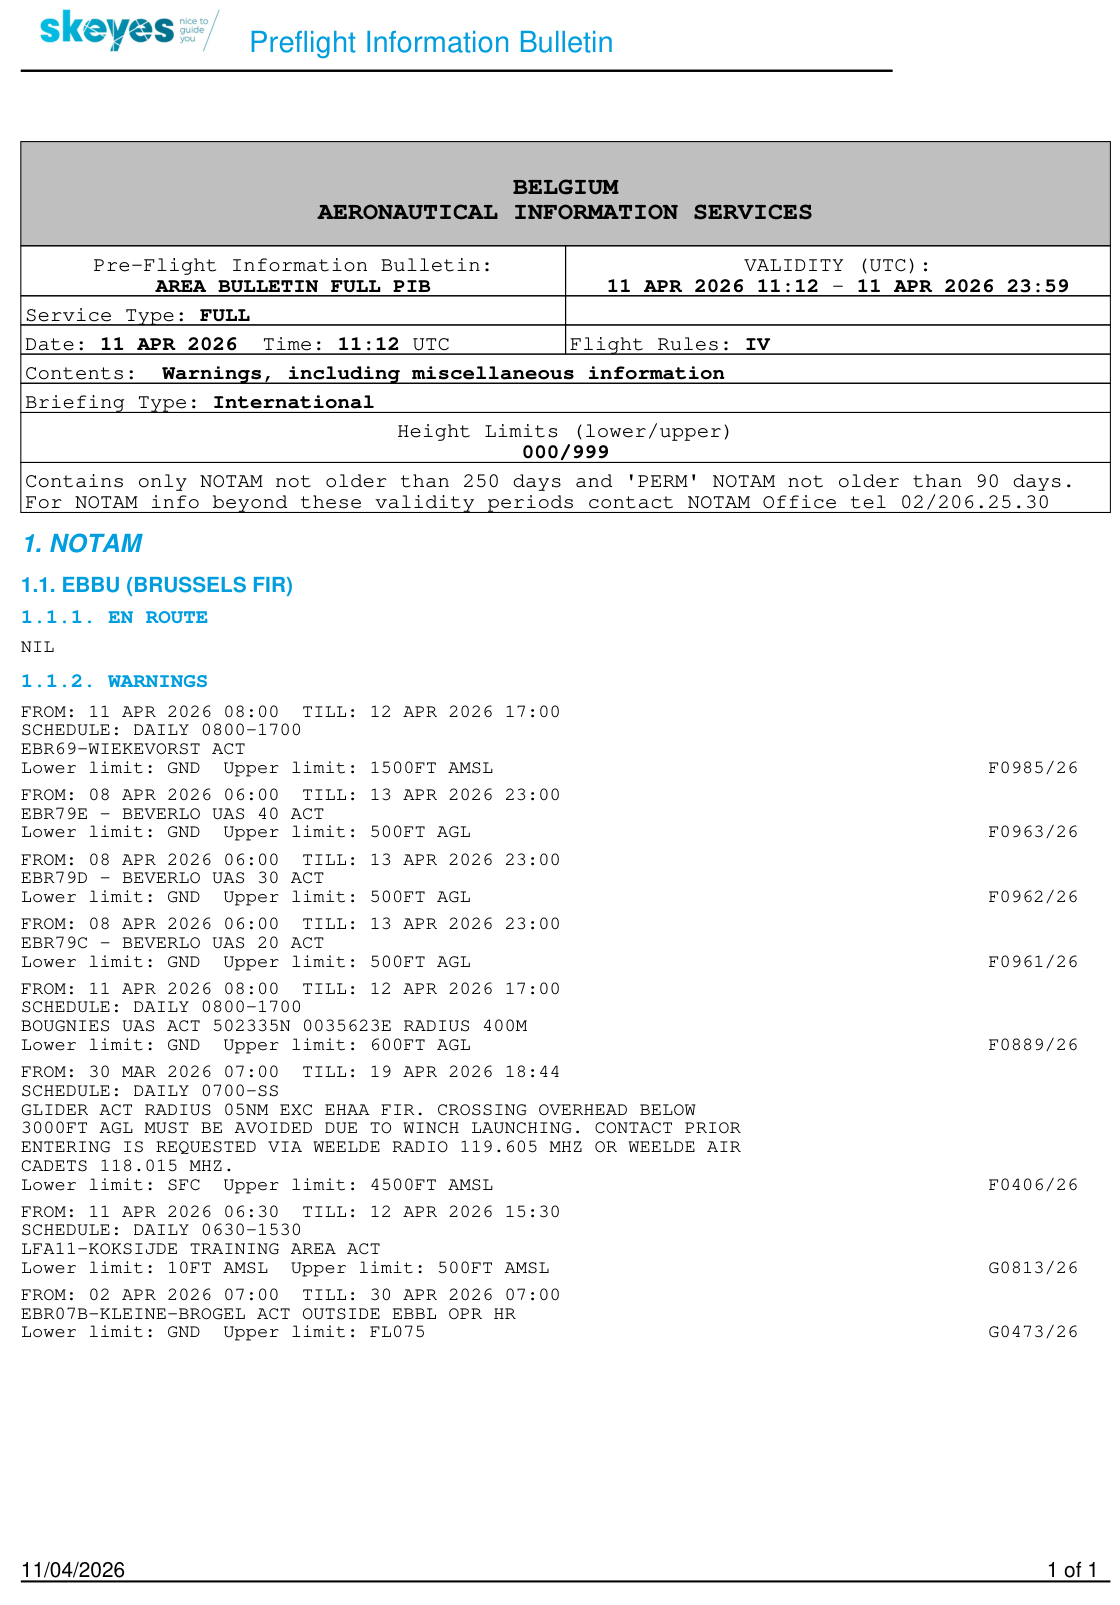 skeyes nice to guide you
Preflight Information Bulletin
BELGIUM
AERONAUTICAL INFORMATION SERVICES
Pre-Flight Information Bulletin:
AREA BULLETIN FULL PIB
VALIDITY (UTC):
11 APR 2026 11:12 - 11 APR 2026 23:59
Service Type: FULL
Date: 11 APR 2026  Time: 11:12 UTC
Flight Rules: IV
Contents:  Warnings, including miscellaneous information
Briefing Type: International
Height Limits (lower/upper)
000/999
Contains only NOTAM not older than 250 days and 'PERM' NOTAM not older than 90 days.
For NOTAM info beyond these validity periods contact NOTAM Office tel 02/206.25.30
1. NOTAM
1.1. EBBU (BRUSSELS FIR)
1.1.1. EN ROUTE
NIL
1.1.2. WARNINGS
FROM: 11 APR 2026 08:00  TILL: 12 APR 2026 17:00
SCHEDULE: DAILY 0800-1700
EBR69-WIEKEVORST ACT
Lower limit: GND  Upper limit: 1500FT AMSL F0985/26
FROM: 08 APR 2026 06:00  TILL: 13 APR 2026 23:00
EBR79E - BEVERLO UAS 40 ACT
Lower limit: GND  Upper limit: 500FT AGL F0963/26
FROM: 08 APR 2026 06:00  TILL: 13 APR 2026 23:00
EBR79D - BEVERLO UAS 30 ACT
Lower limit: GND  Upper limit: 500FT AGL F0962/26
FROM: 08 APR 2026 06:00  TILL: 13 APR 2026 23:00
EBR79C - BEVERLO UAS 20 ACT
Lower limit: GND  Upper limit: 500FT AGL F0961/26
FROM: 11 APR 2026 08:00  TILL: 12 APR 2026 17:00
SCHEDULE: DAILY 0800-1700
BOUGNIES UAS ACT 502335N 0035623E RADIUS 400M
Lower limit: GND  Upper limit: 600FT AGL F0889/26
FROM: 30 MAR 2026 07:00  TILL: 19 APR 2026 18:44
SCHEDULE: DAILY 0700-SS
GLIDER ACT RADIUS 05NM EXC EHAA FIR. CROSSING OVERHEAD BELOW
3000FT AGL MUST BE AVOIDED DUE TO WINCH LAUNCHING. CONTACT PRIOR
ENTERING IS REQUESTED VIA WEELDE RADIO 119.605 MHZ OR WEELDE AIR
CADETS 118.015 MHZ.
Lower limit: SFC  Upper limit: 4500FT AMSL F0406/26
FROM: 11 APR 2026 06:30  TILL: 12 APR 2026 15:30
SCHEDULE: DAILY 0630-1530
LFA11-KOKSIJDE TRAINING AREA ACT
Lower limit: 10FT AMSL  Upper limit: 500FT AMSL G0813/26
FROM: 02 APR 2026 07:00  TILL: 30 APR 2026 07:00
EBR07B-KLEINE-BROGEL ACT OUTSIDE EBBL OPR HR
Lower limit: GND  Upper limit: FL075 G0473/26
11/04/2026 1 of 1